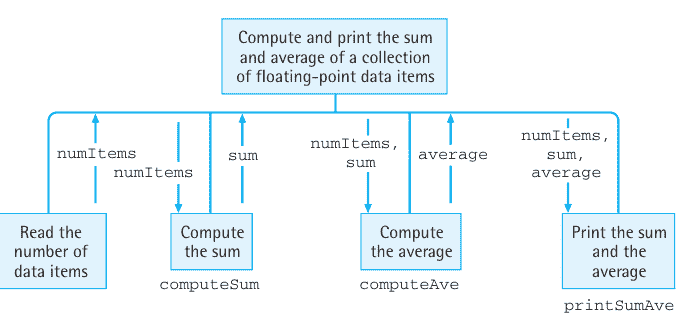 Compute and print the sum
and average of a collection
of floating-point data items
numItems
numItems
sum
numItems,
sum
average
numItems,
sum,
average
Read the
number of
data items
Compute
the sum
computeSum
Compute
the average
computeAve
Print the sum
and the
average
printSumAve